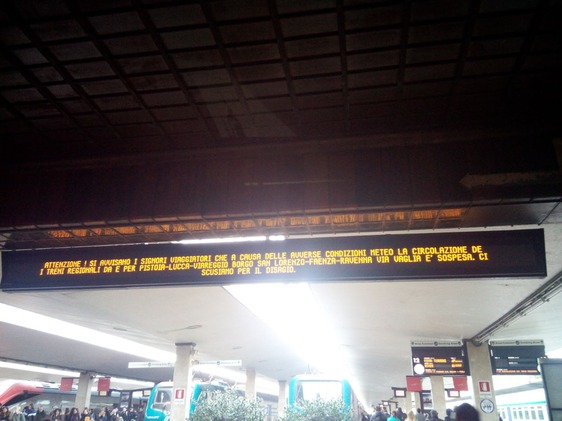 ATTENZIONE ! SI AVVISANO I SIGNORI VIAGGIATORI CHE A CAUSA DELLE AVVERSE CONDIZIONI METEO LA CIRCOLAZIONE DE
I TRENI REGIONALI DA E PER PISTOIA-LUCCA-VIAREGGIO BORGO SAN LORENZO-FAENZA-RAVENNA VIA VAGLIA E' SOSPESA. CI
SCUSIAMO PER IL DISAGIO.